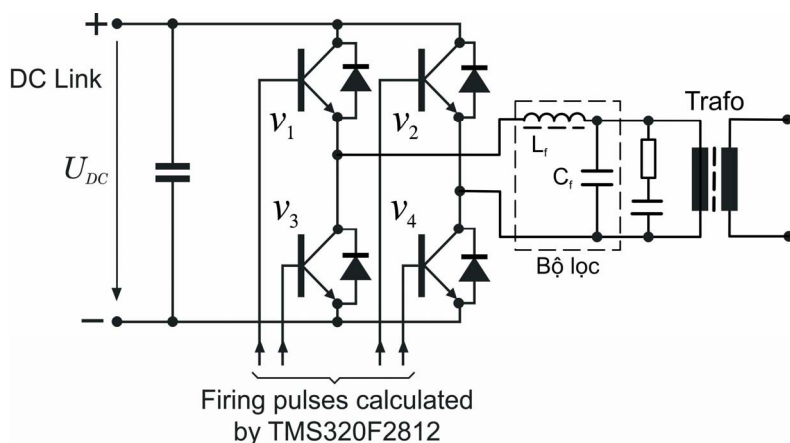 +
DC Link
U_DC
−
v₁
v₂
v₃
v₄
L_f
C_f
Bộ lọc
Trafo
Firing pulses calculated
by TMS320F2812